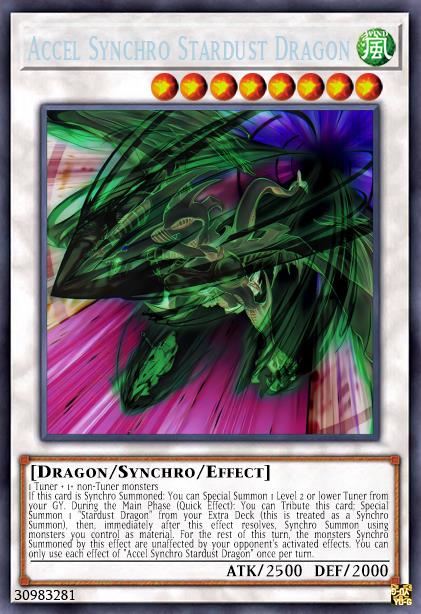 Accel Synchro Stardust Dragon
WIND
風
[Dragon/Synchro/Effect]
1 Tuner + 1+ non-Tuner monsters
If this card is Synchro Summoned: You can Special Summon 1 Level 2 or lower Tuner from
your GY. During the Main Phase (Quick Effect): You can Tribute this card; Special
Summon 1 "Stardust Dragon" from your Extra Deck (this is treated as a Synchro
Summon), then, immediately after this effect resolves, Synchro Summon using
monsters you control as material. For the rest of this turn, the monsters Synchro
Summoned by this effect are unaffected by your opponent's activated effects. You can
only use each effect of "Accel Synchro Stardust Dragon" once per turn.
ATK/2500 DEF/2000
30983281